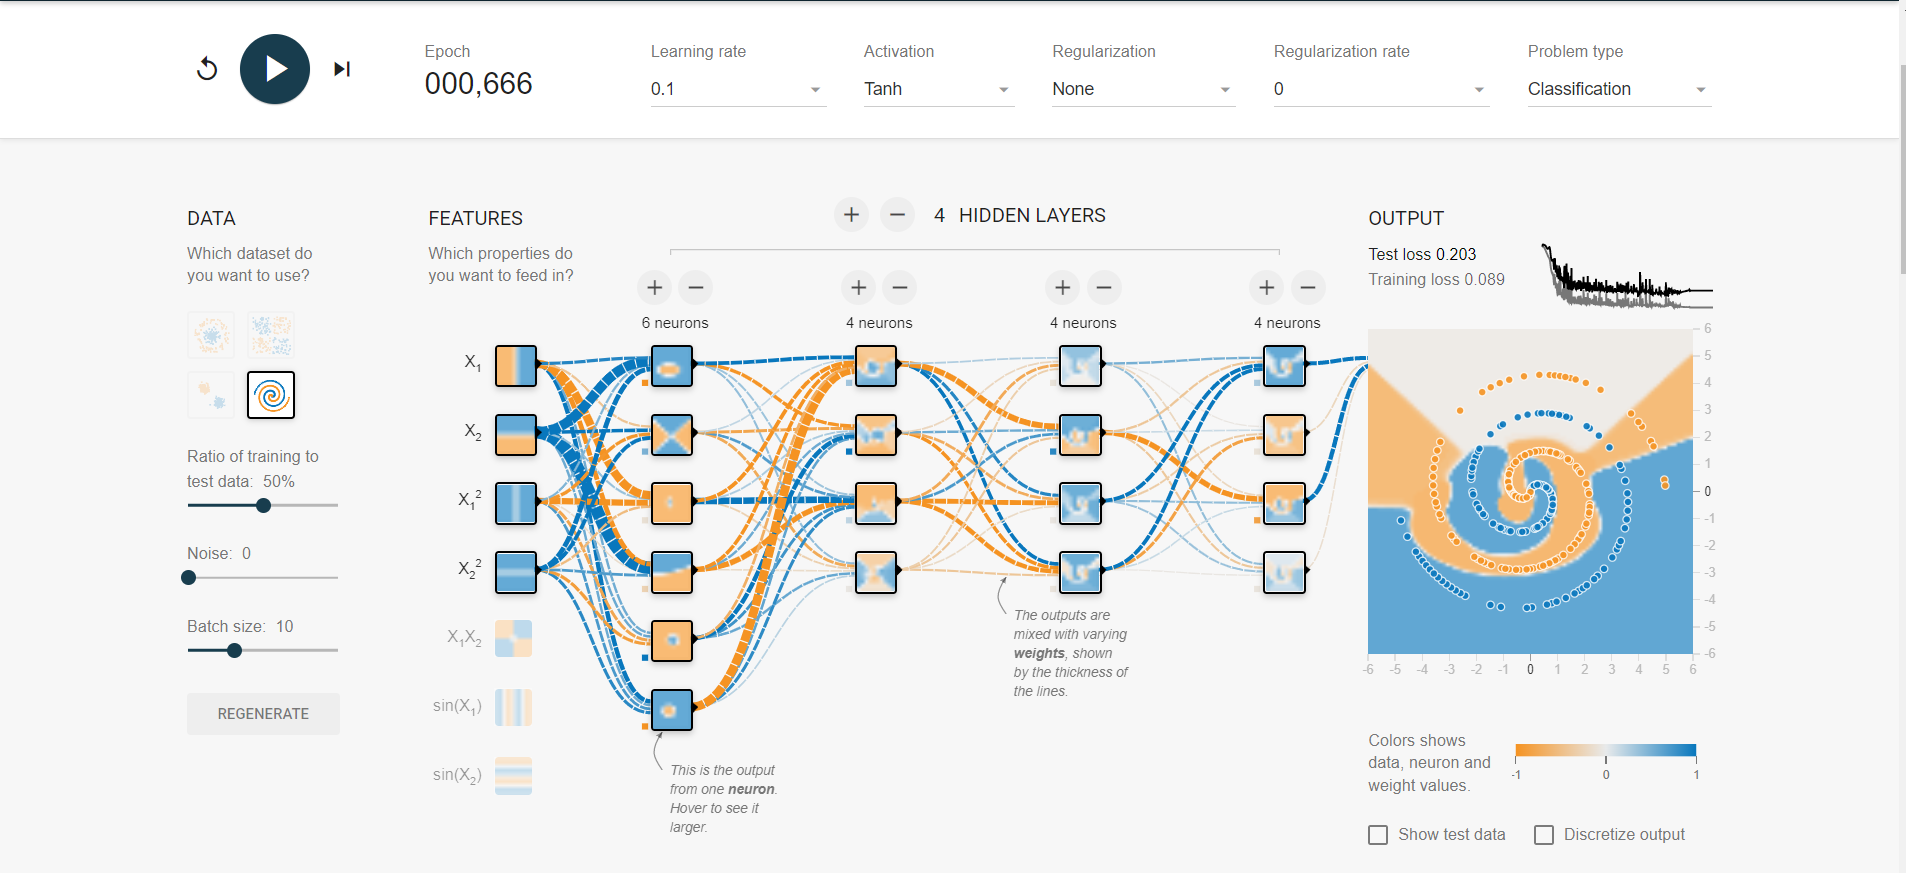 Epoch
000,666
Learning rate
0.1
Activation
Tanh
Regularization
None
Regularization rate
0
Problem type
Classification
DATA
Which dataset do
you want to use?
Ratio of training to
test data: 50%
Noise: 0
Batch size: 10
REGENERATE
FEATURES
Which properties do
you want to feed in?
X1
X2
X1²
X2²
X1X2
sin(X1)
sin(X2)
+ − 4 HIDDEN LAYERS
+ − + − + − + −
6 neurons
4 neurons
4 neurons
4 neurons
This is the output
from one neuron.
Hover to see it
larger.
The outputs are
mixed with varying
weights, shown
by the thickness of
the lines.
OUTPUT
Test loss 0.203
Training loss 0.089
6
5
4
3
2
1
0
-1
-2
-3
-4
-5
-6
-6 -5 -4 -3 -2 -1 0 1 2 3 4 5 6
Colors shows
data, neuron and
weight values.
-1 0 1
Show test data
Discretize output